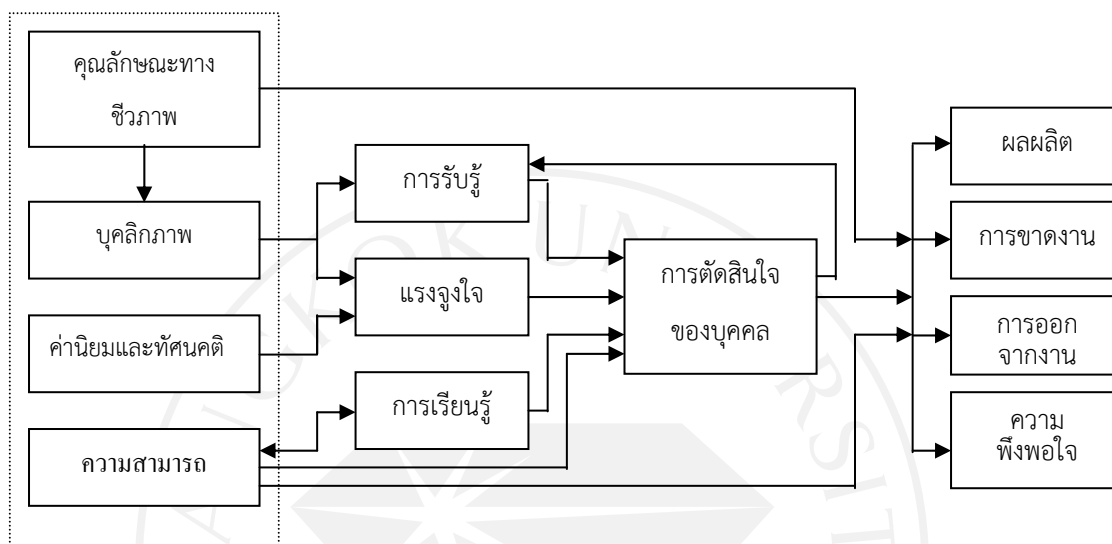 คุณลักษณะทาง
ชีวภาพ
บุคลิกภาพ
ค่านิยมและทัศนคติ
ความสามารถ
การรับรู้
แรงจูงใจ
การเรียนรู้
การตัดสินใจ
ของบุคคล
ผลผลิต
การขาดงาน
การออก
จากงาน
ความ
พึงพอใจ